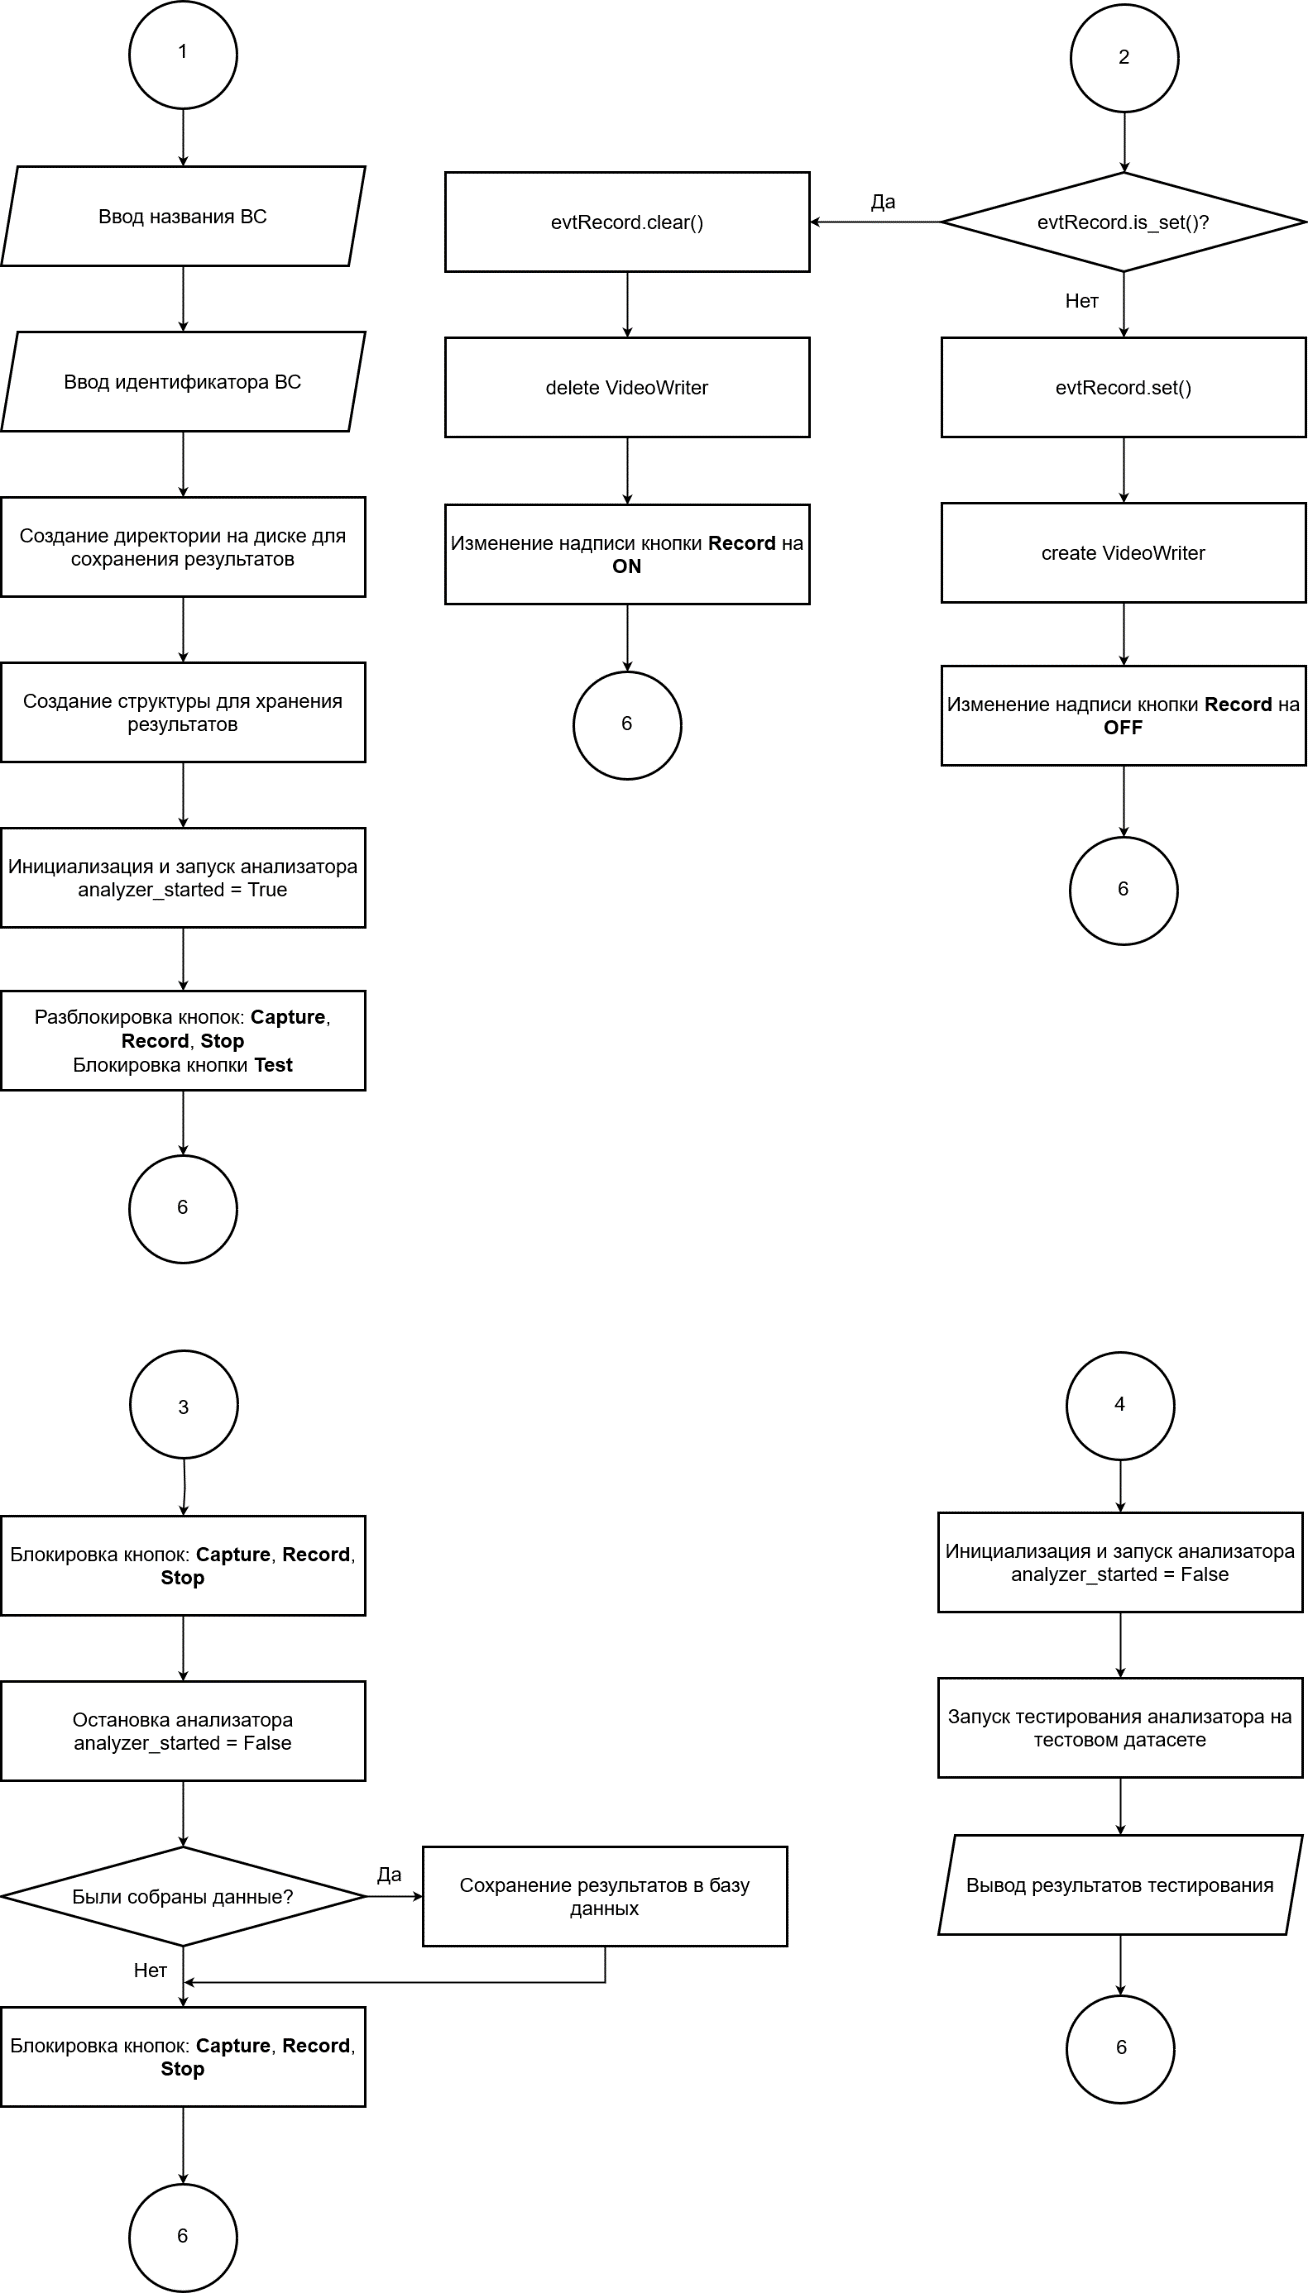 1
Ввод названия ВС
Ввод идентификатора ВС
Создание директории на диске для
сохранения результатов
Создание структуры для хранения
результатов
Инициализация и запуск анализатора
analyzer_started = True
Разблокировка кнопок: Capture,
Record, Stop
Блокировка кнопки Test
6
2
evtRecord.is_set()?
Да
evtRecord.clear()
delete VideoWriter
Изменение надписи кнопки Record на
ON
6
Нет
evtRecord.set()
create VideoWriter
Изменение надписи кнопки Record на
OFF
6
3
Блокировка кнопок: Capture, Record,
Stop
Остановка анализатора
analyzer_started = False
Были собраны данные?
Да
Сохранение результатов в базу
данных
Нет
Блокировка кнопок: Capture, Record,
Stop
6
4
Инициализация и запуск анализатора
analyzer_started = False
Запуск тестирования анализатора на
тестовом датасете
Вывод результатов тестирования
6